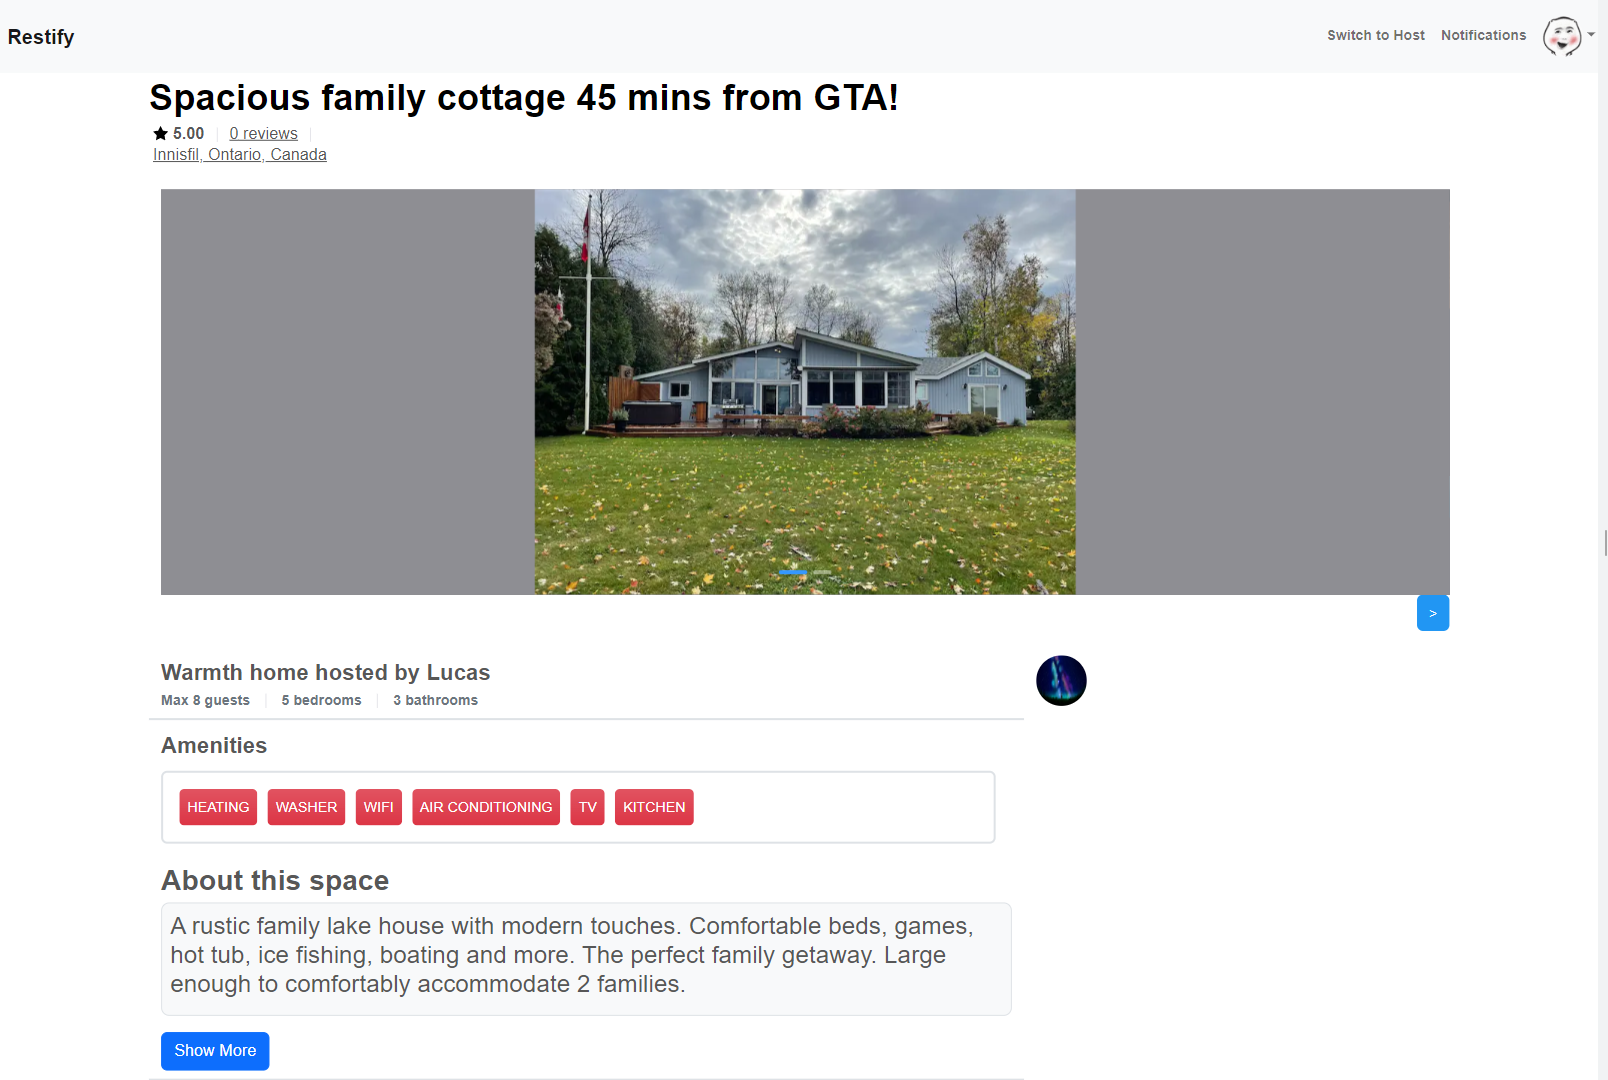 Restify
Switch to Host
Notifications
Spacious family cottage 45 mins from GTA!
5.00
0 reviews
Innisfil, Ontario, Canada
>
Warmth home hosted by Lucas
Max 8 guests
5 bedrooms
3 bathrooms
Amenities
HEATING
WASHER
WIFI
AIR CONDITIONING
TV
KITCHEN
About this space
A rustic family lake house with modern touches. Comfortable beds, games,
hot tub, ice fishing, boating and more. The perfect family getaway. Large
enough to comfortably accommodate 2 families.
Show More